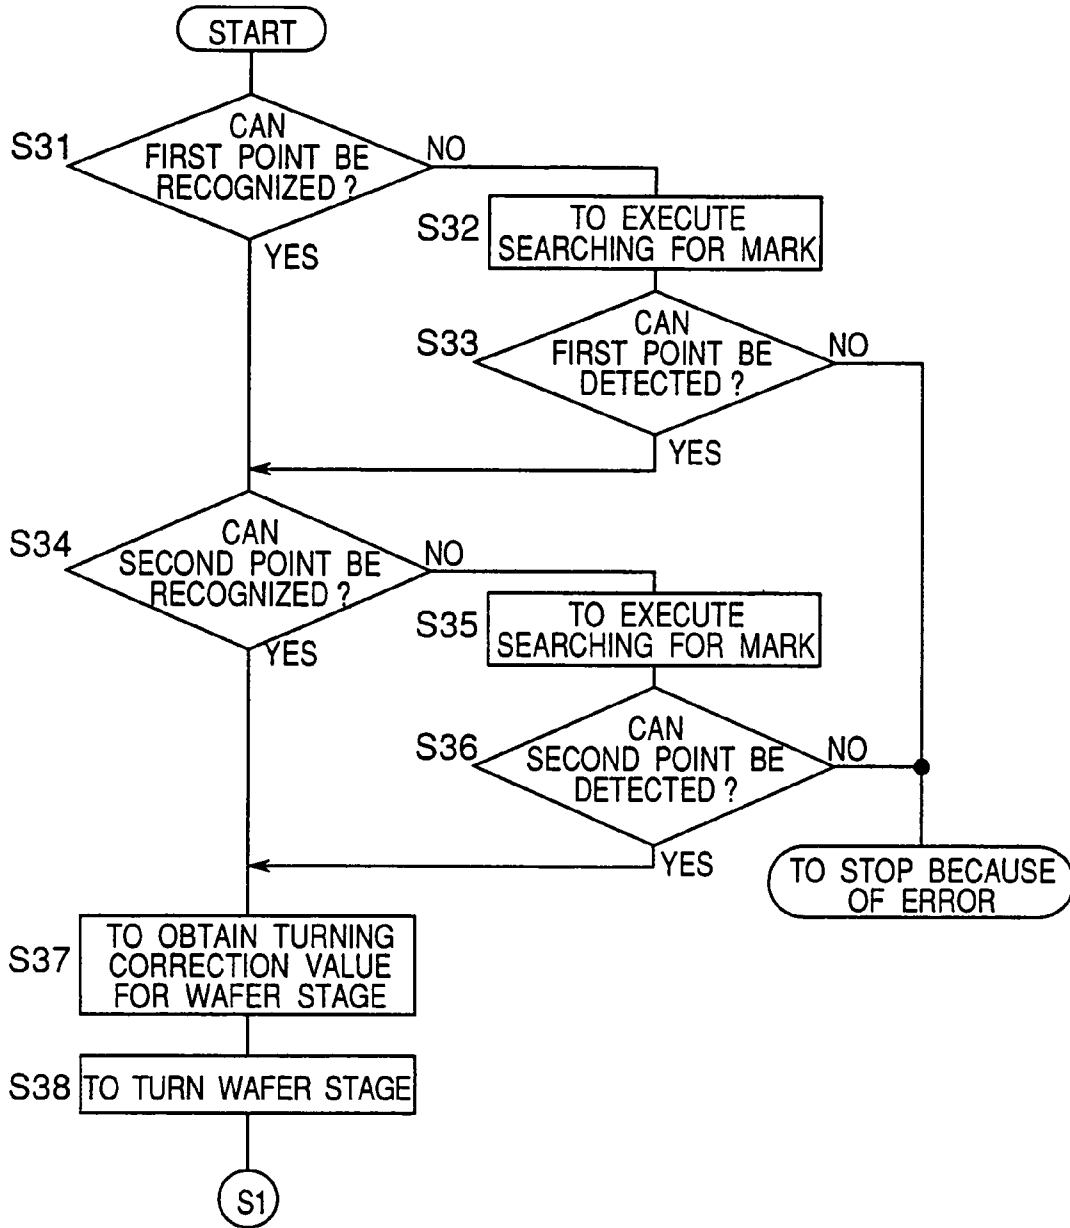 START
S31
CAN
FIRST POINT BE
RECOGNIZED?
NO
YES
S32
TO EXECUTE
SEARCHING FOR MARK
S33
CAN
FIRST POINT BE
DETECTED?
NO
YES
S34
CAN
SECOND POINT BE
RECOGNIZED?
NO
YES
S35
TO EXECUTE
SEARCHING FOR MARK
S36
CAN
SECOND POINT BE
DETECTED?
NO
YES
TO STOP BECAUSE
OF ERROR
S37
TO OBTAIN TURNING
CORRECTION VALUE
FOR WAFER STAGE
S38
TO TURN WAFER STAGE
S1